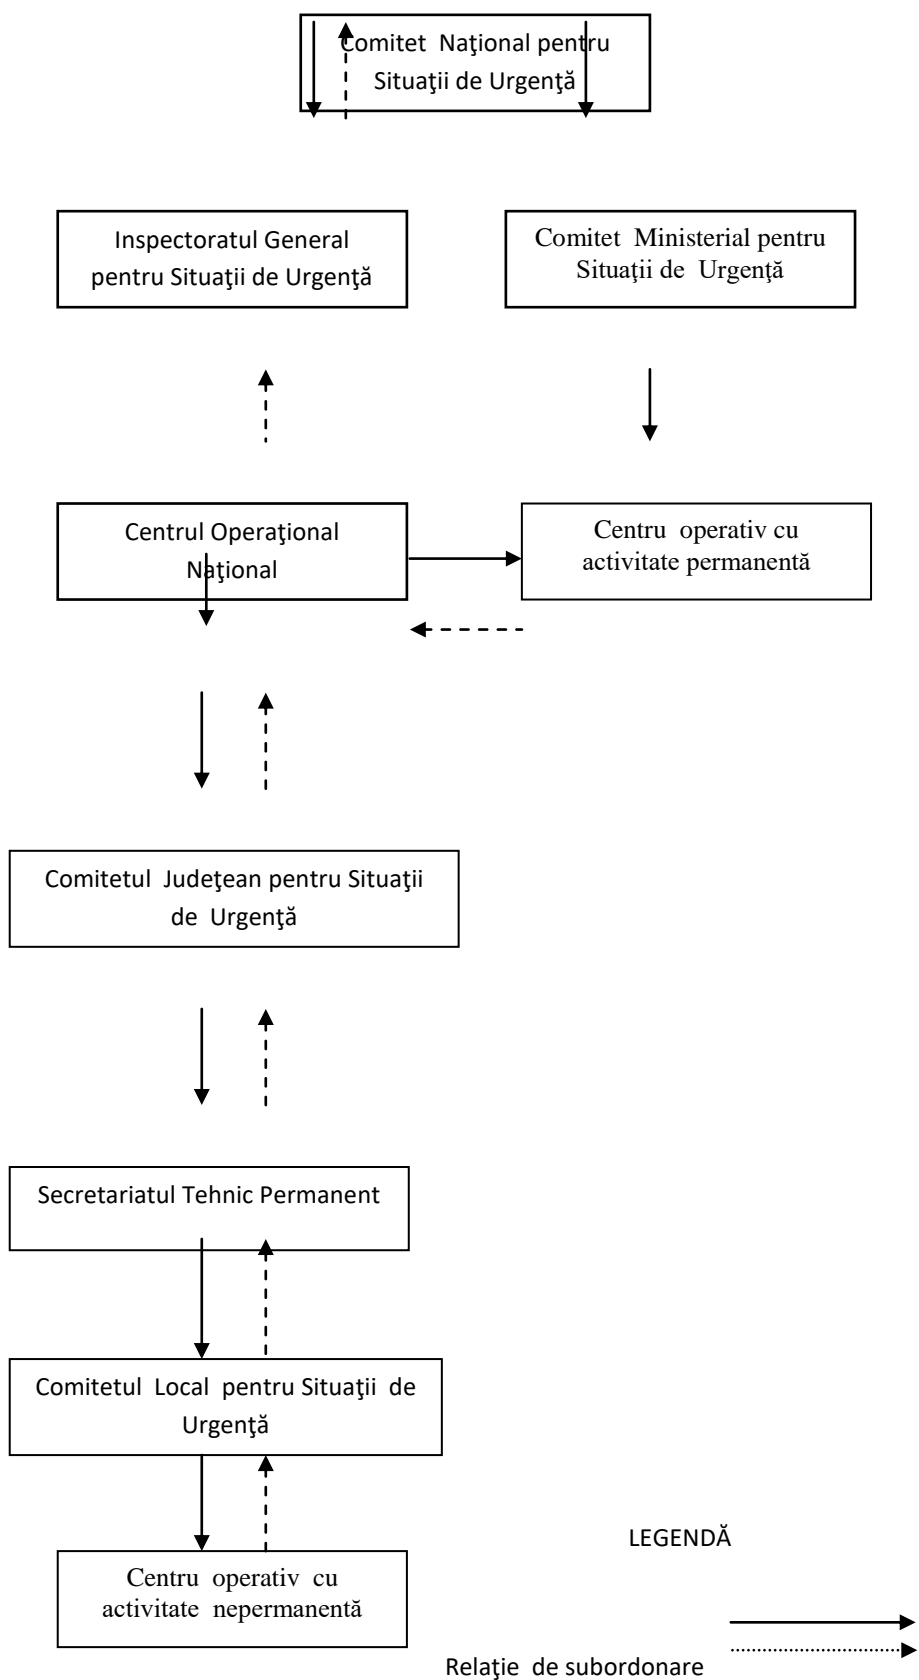 Comitet Naţional pentru
Situaţii de Urgenţă
Inspectoratul General
pentru Situaţii de Urgenţă
Comitet Ministerial pentru
Situaţii de Urgenţă
Centrul Operaţional
Naţional
Centru operativ cu
activitate permanentă
Comitetul Judeţean pentru Situaţii
de Urgenţă
Secretariatul Tehnic Permanent
Comitetul Local pentru Situaţii de
Urgenţă
Centru operativ cu
activitate nepermanentă
LEGENDĂ
Relaţie de subordonare